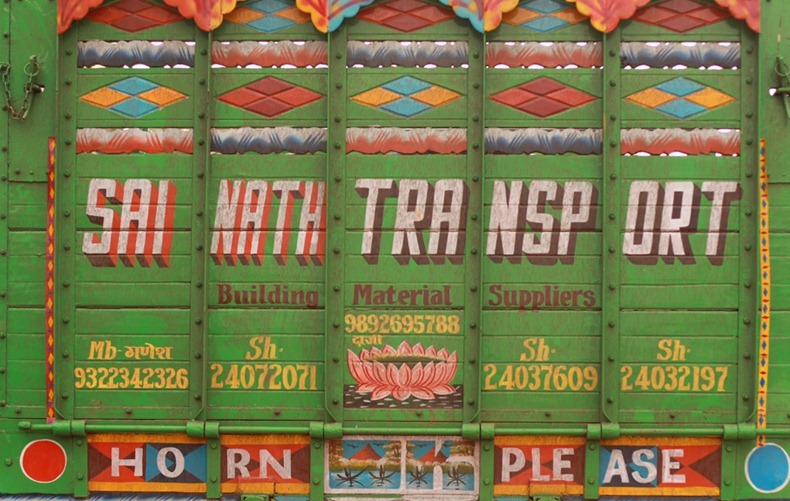 SAI NATH TRANSPORT
Building Material Suppliers
9892695788
दाजी
Mb-गणेश Sh. Sh. Sh.
9322342326 24072071 24037609 24032197
HORN PLEASE